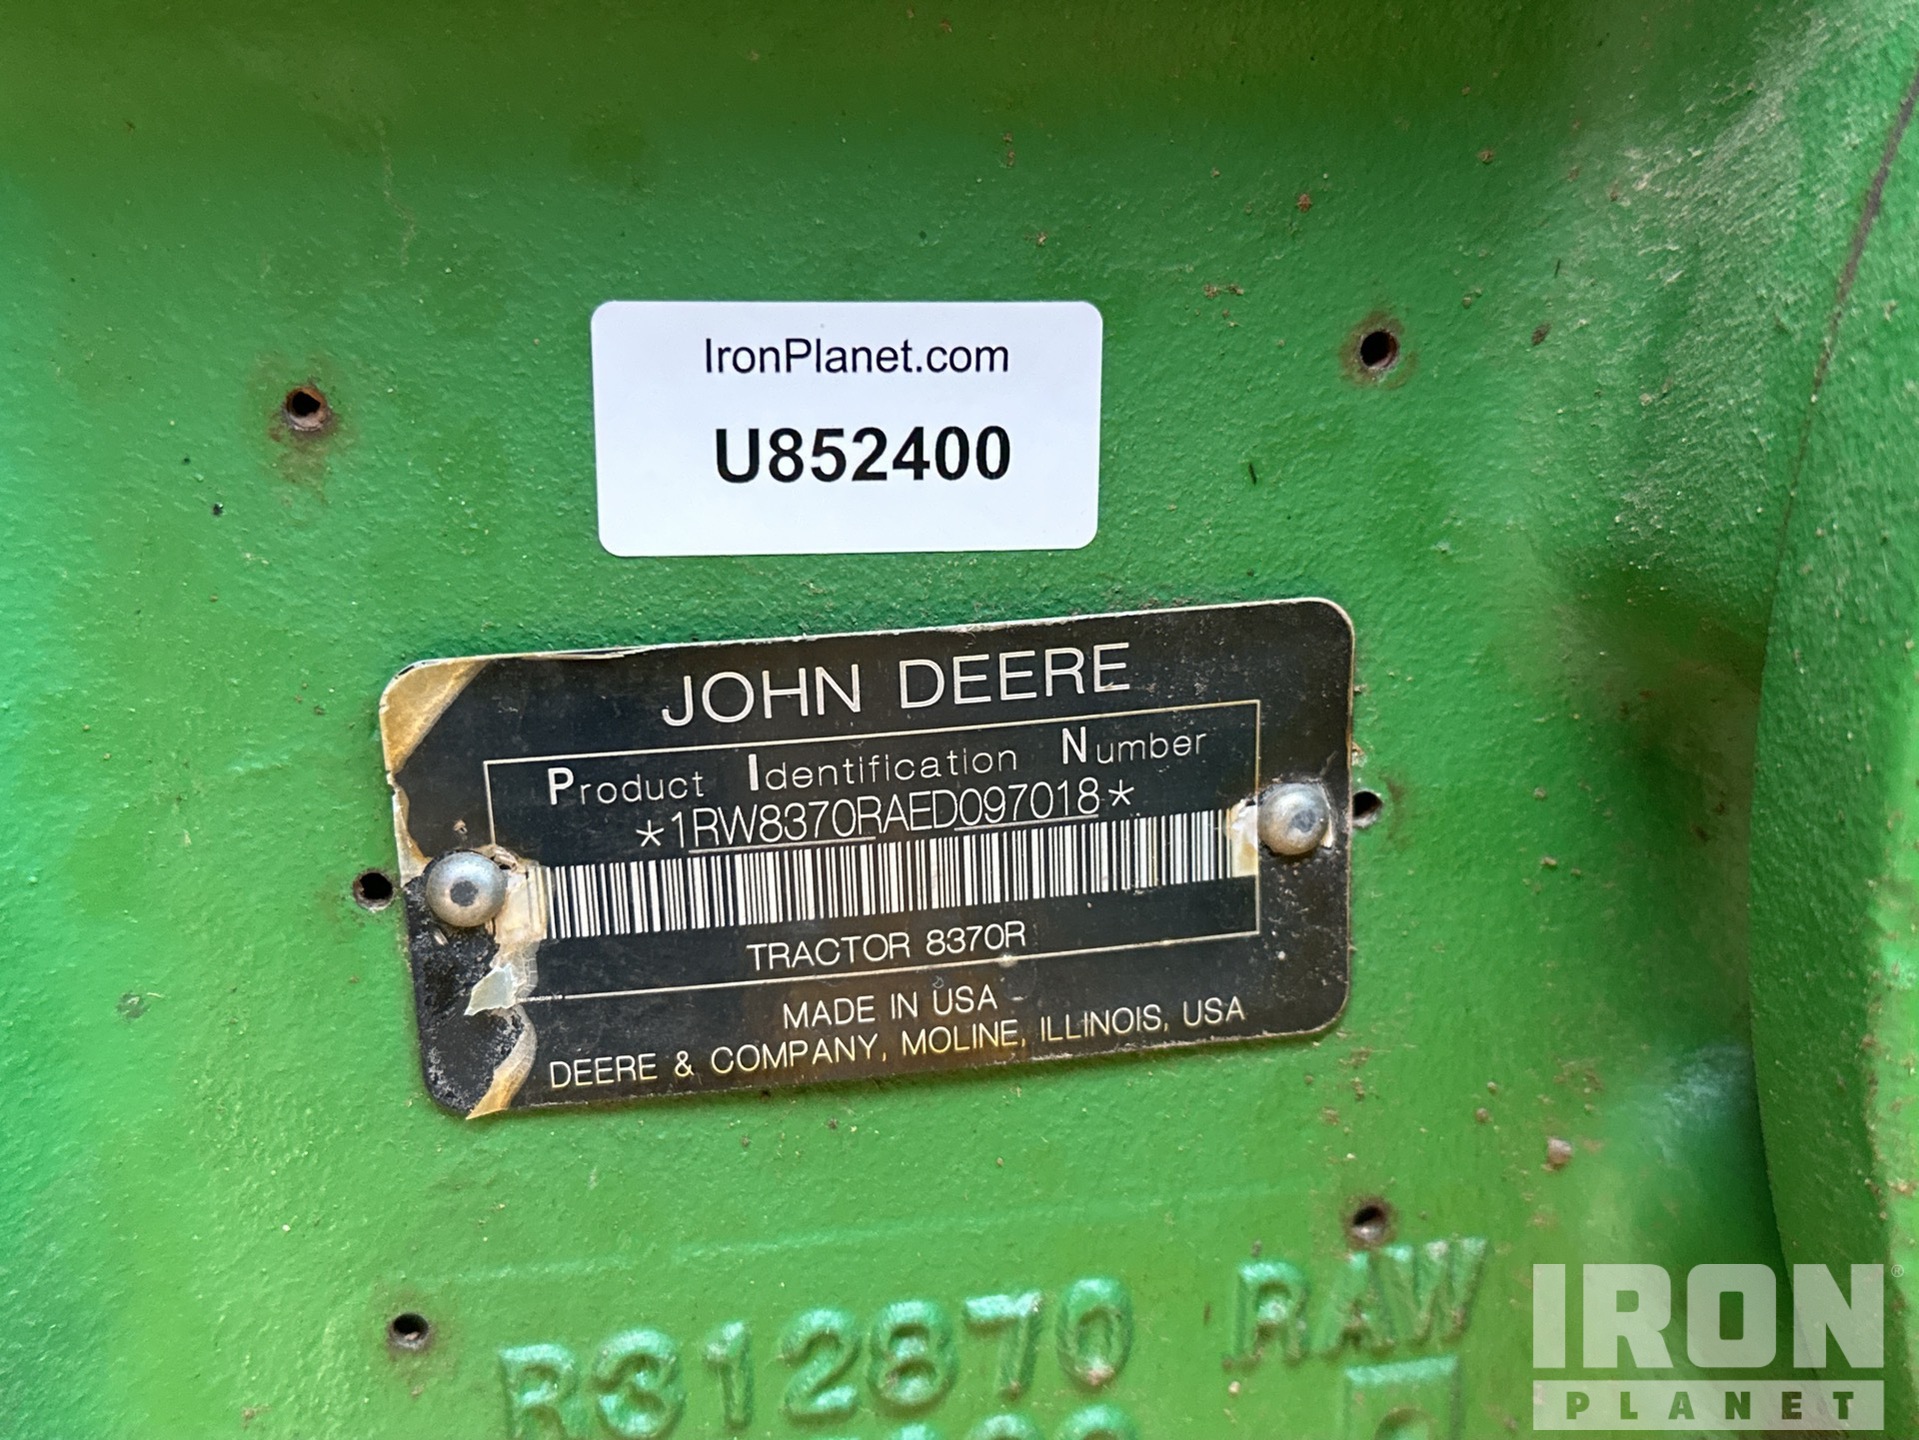 IronPlanet.com
U852400
JOHN DEERE
Product Identification Number
*1RW8370RAED097018*
TRACTOR 8370R
MADE IN USA
DEERE & COMPANY, MOLINE, ILLINOIS, USA
R312870 RAW
IRON®
PLANET